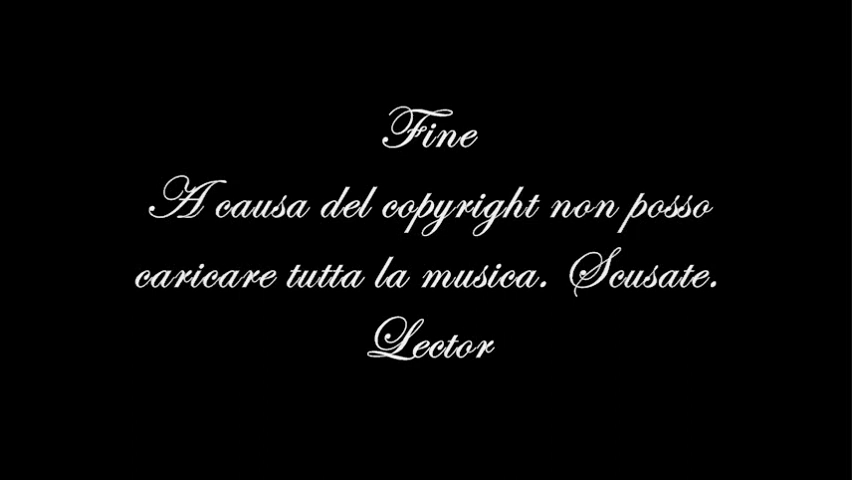 Fine
A causa del copyright non posso
caricare tutta la musica. Scusate.
Lector